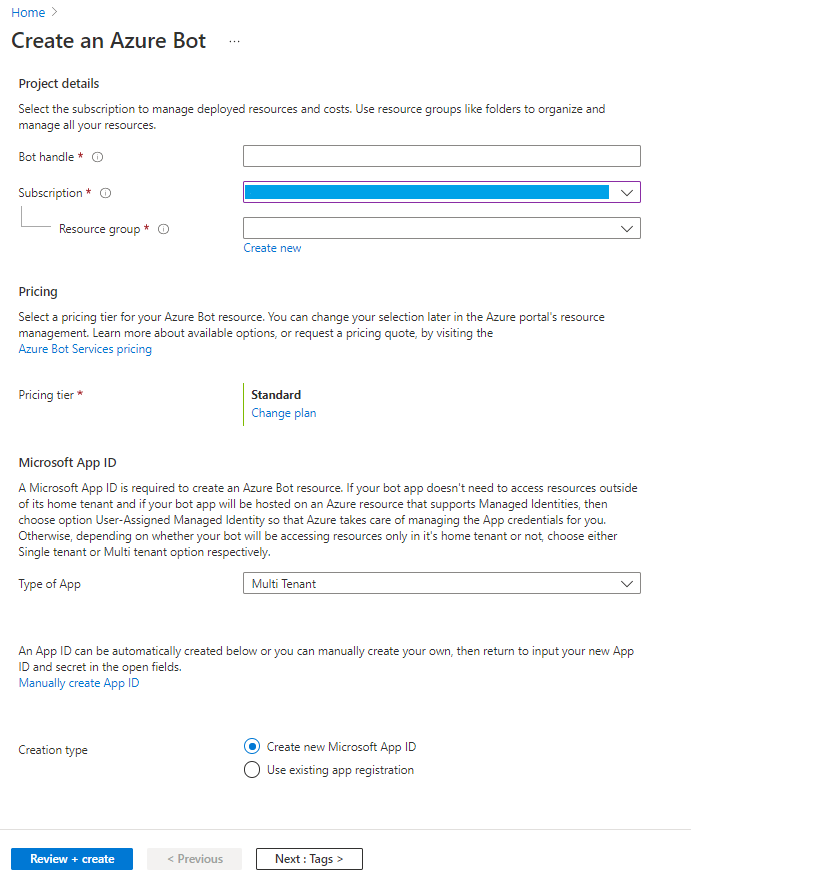 Home >
Create an Azure Bot ...
Project details
Select the subscription to manage deployed resources and costs. Use resource groups like folders to organize and
manage all your resources.
Bot handle *
Subscription *
Resource group *
Create new
Pricing
Select a pricing tier for your Azure Bot resource. You can change your selection later in the Azure portal's resource
management. Learn more about available options, or request a pricing quote, by visiting the
Azure Bot Services pricing
Pricing tier * Standard
Change plan
Microsoft App ID
A Microsoft App ID is required to create an Azure Bot resource. If your bot app doesn't need to access resources outside
of its home tenant and if your bot app will be hosted on an Azure resource that supports Managed Identities, then
choose option User-Assigned Managed Identity so that Azure takes care of managing the App credentials for you.
Otherwise, depending on whether your bot will be accessing resources only in it's home tenant or not, choose either
Single tenant or Multi tenant option respectively.
Type of App Multi Tenant
An App ID can be automatically created below or you can manually create your own, then return to input your new App
ID and secret in the open fields.
Manually create App ID
Creation type Create new Microsoft App ID
Use existing app registration
Review + create < Previous Next : Tags >